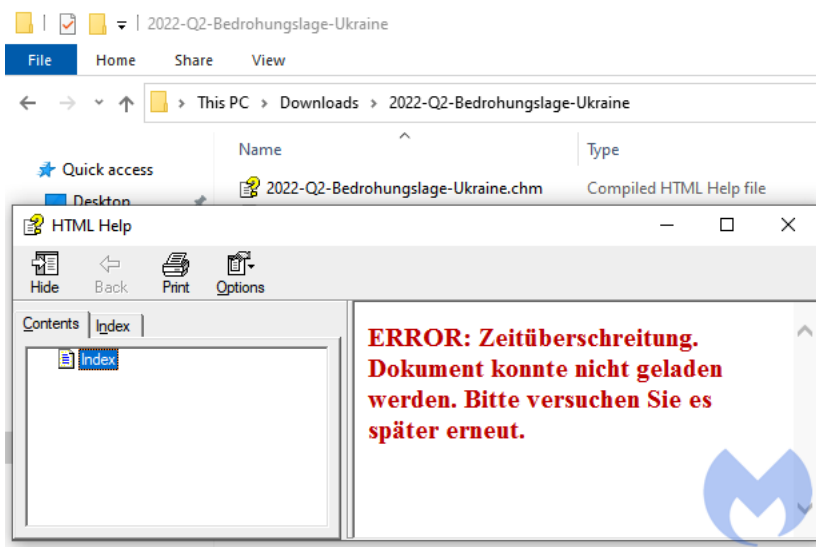 2022-Q2-Bedrohungslage-Ukraine
File Home Share View
This PC > Downloads > 2022-Q2-Bedrohungslage-Ukraine
Name Type
Quick access
2022-Q2-Bedrohungslage-Ukraine.chm Compiled HTML Help file
Desktop
HTML Help
Hide Back Print Options
Contents Index
Index
ERROR: Zeitüberschreitung.
Dokument konnte nicht geladen
werden. Bitte versuchen Sie es
später erneut.